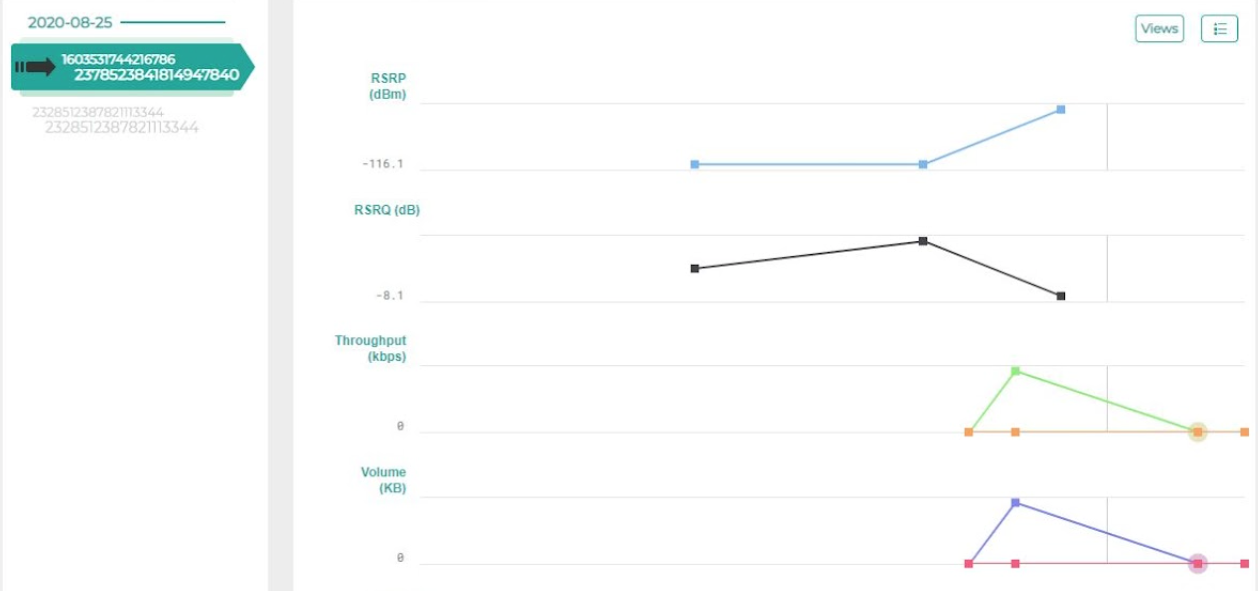 2020-08-25
1603531744216786
2378523841814947840
2328512387821113344
2328512387821113344
Views
RSRP
(dBm)
-116.1
RSRQ (dB)
-8.1
Throughput
(kbps)
0
Volume
(KB)
0